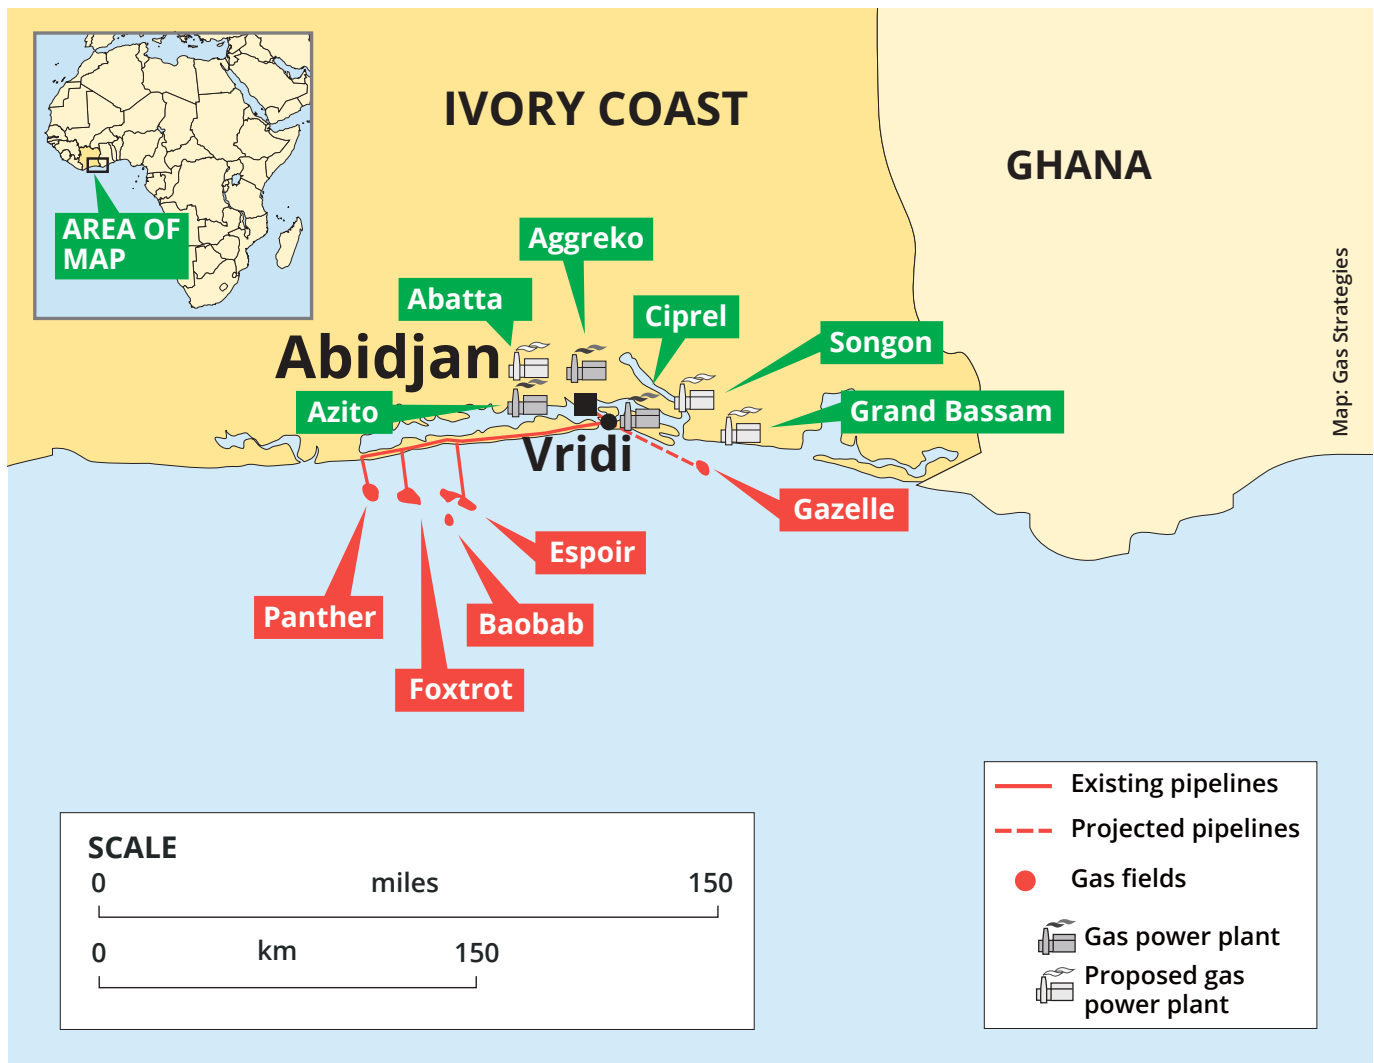 IVORY COAST
GHANA
AREA OF
MAP
Aggreko
Abatta
Ciprel
Songon
Abidjan
Azito
Grand Bassam
Vridi
Gazelle
Espoir
Panther
Baobab
Foxtrot
Map: Gas Strategies
SCALE
0 miles 150
0 km 150
Existing pipelines
Projected pipelines
Gas fields
Gas power plant
Proposed gas
power plant